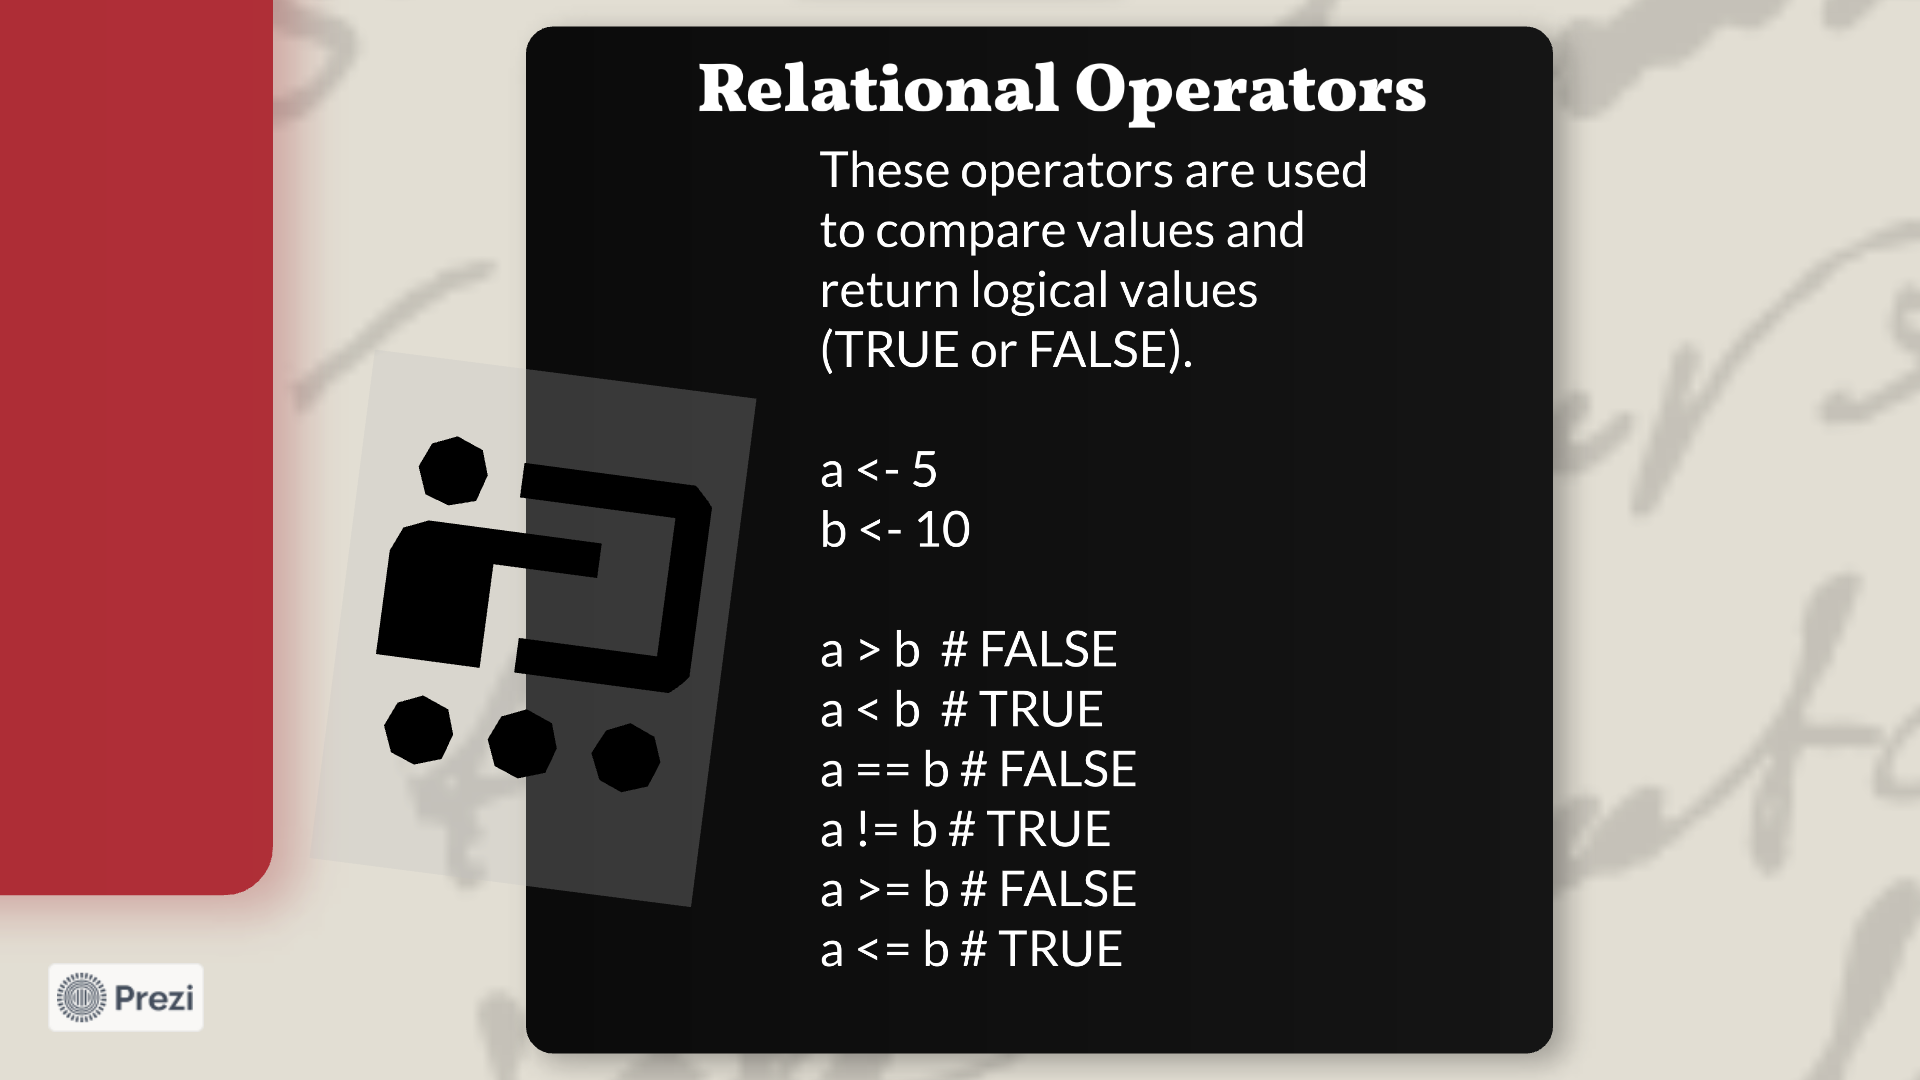 Relational Operators
These operators are used
to compare values and
return logical values
(TRUE or FALSE).
a <- 5
b <- 10
a > b  # FALSE
a < b  # TRUE
a == b # FALSE
a != b # TRUE
a >= b # FALSE
a <= b # TRUE
Prezi